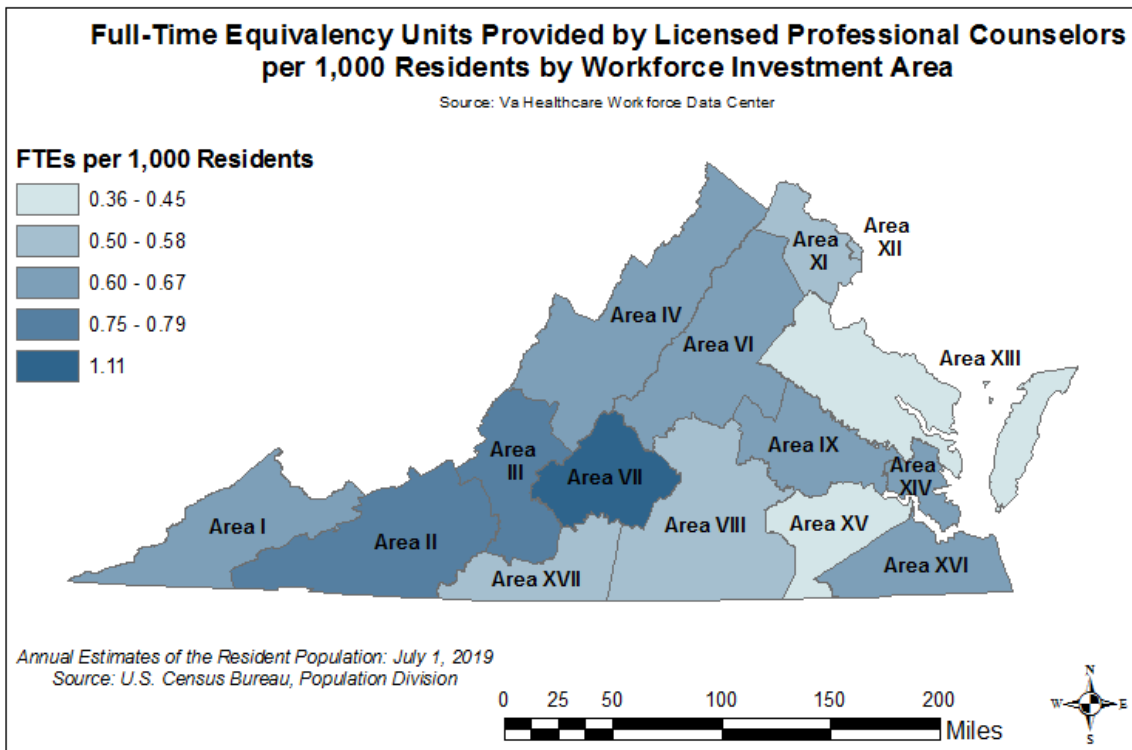 Full-Time Equivalency Units Provided by Licensed Professional Counselors
per 1,000 Residents by Workforce Investment Area
Source: Va Healthcare Workforce Data Center
FTEs per 1,000 Residents
0.36 - 0.45
0.50 - 0.58
0.60 - 0.67
0.75 - 0.79
1.11
Area
XII
Area
XI
Area IV
Area VI
Area XIII
Area IX
Area
III
Area VII
Area
XIV
Area I
Area II
Area VIII
Area XV
Area XVII
Area XVI
Annual Estimates of the Resident Population: July 1, 2019
Source: U.S. Census Bureau, Population Division
0 25 50 100 150 200
Miles
N
W E
S